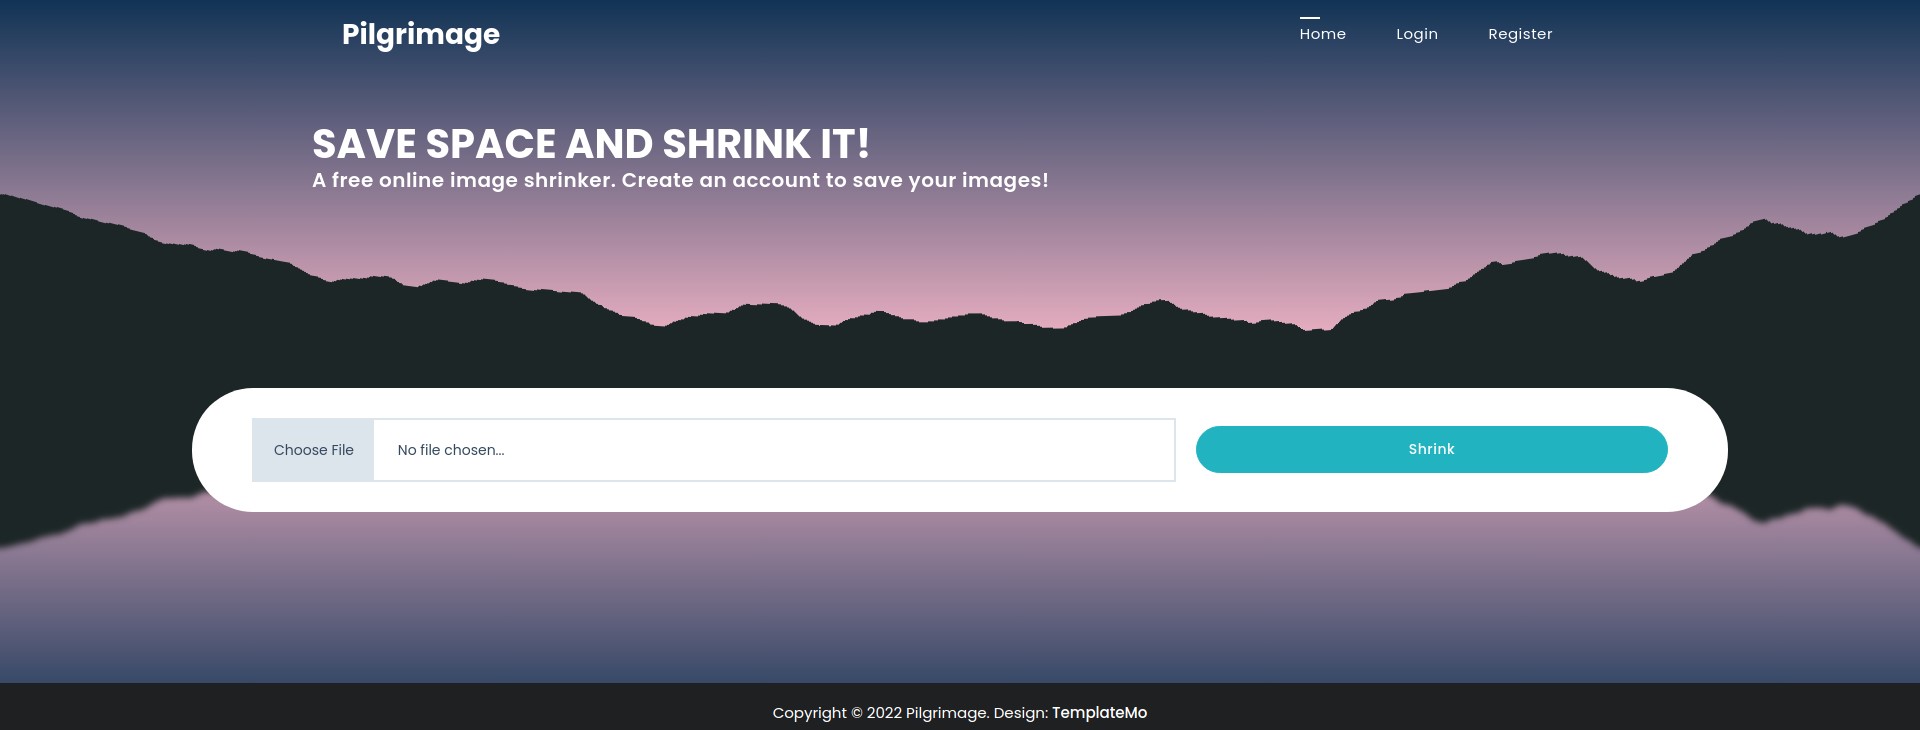 Pilgrimage
Home Login Register
SAVE SPACE AND SHRINK IT!
A free online image shrinker. Create an account to save your images!
Choose File No file chosen... Shrink
Copyright © 2022 Pilgrimage. Design: TemplateMo